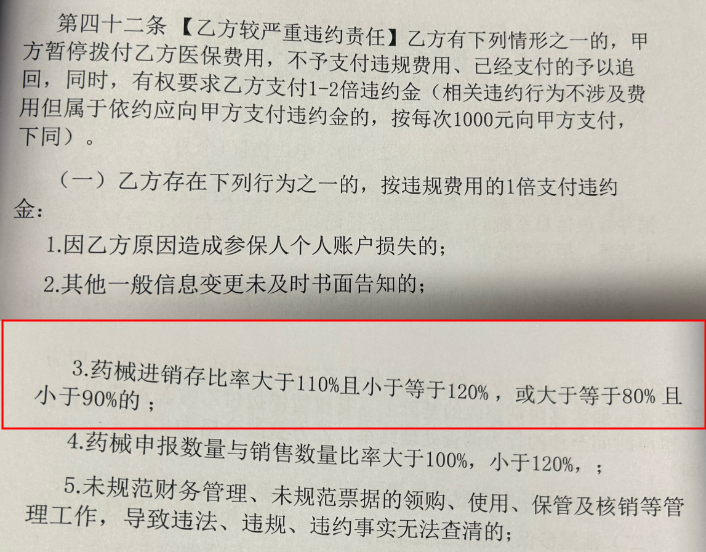 第四十二条 【乙方较严重违约责任】乙方有下列情形之一的，甲
方暂停拨付乙方医保费用，不予支付违规费用、已经支付的予以追
回，同时，有权要求乙方支付1-2倍违约金（相关违约行为不涉及费
用但属于依约应向甲方支付违约金的，按每次1000元向甲方支付，
下同）。
（一）乙方存在下列行为之一的，按违规费用的1倍支付违约
金：
1.因乙方原因造成参保人个人账户损失的；
2.其他一般信息变更未及时书面告知的；
3.药械进销存比率大于110%且小于等于120%，或大于等于80%且
小于90%的；
4.药械申报数量与销售数量比率大于100%，小于120%，；
5.未规范财务管理、未规范票据的领购、使用、保管及核销等管
理工作，导致违法、违规、违约事实无法查清的；